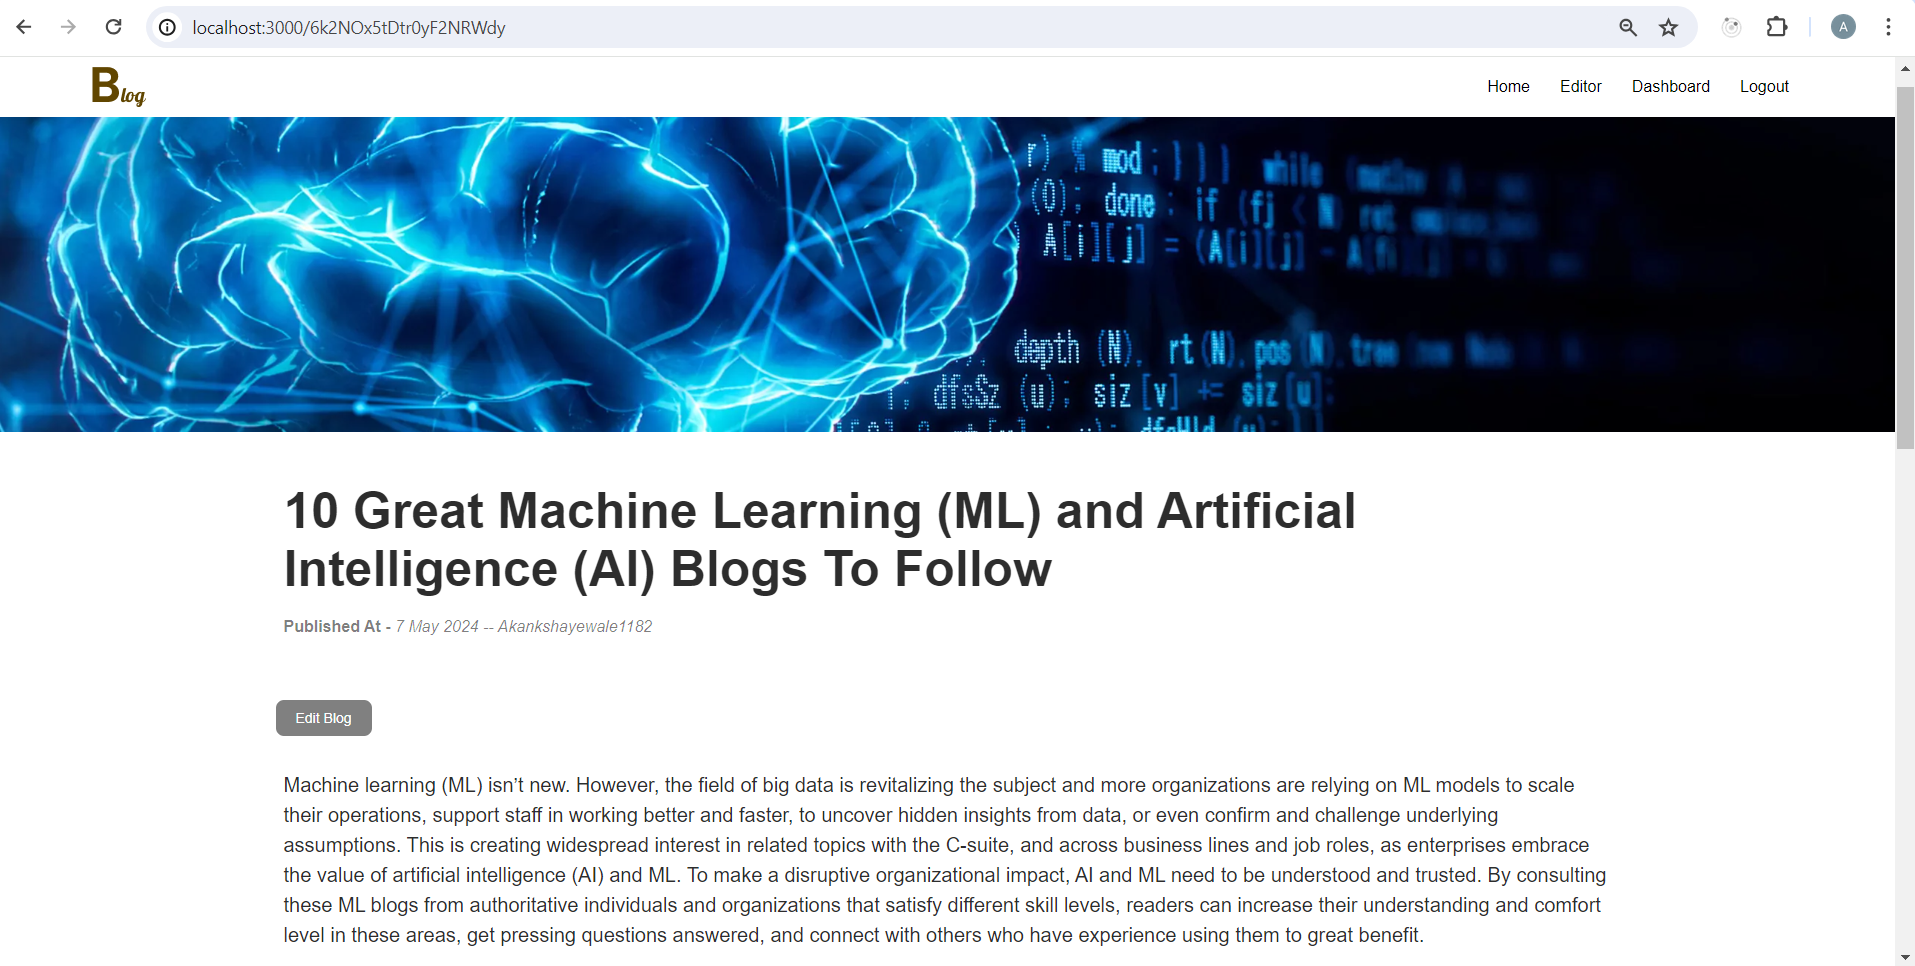 localhost:3000/6k2NOx5tDtr0yF2NRWdy
A
Blog
Home Editor Dashboard Logout
r) % mod ; } } } while
(0); done ; if (fj < N) ret
A[i][j] = (A[i][j] - A[fi][j]
depth (N), rt (N), pos (N), tree
dfsSz (u); siz [v] += siz [u];
10 Great Machine Learning (ML) and Artificial
Intelligence (AI) Blogs To Follow
Published At - 7 May 2024 -- Akankshayewale1182
Edit Blog
Machine learning (ML) isn’t new. However, the field of big data is revitalizing the subject and more organizations are relying on ML models to scale
their operations, support staff in working better and faster, to uncover hidden insights from data, or even confirm and challenge underlying
assumptions. This is creating widespread interest in related topics with the C-suite, and across business lines and job roles, as enterprises embrace
the value of artificial intelligence (AI) and ML. To make a disruptive organizational impact, AI and ML need to be understood and trusted. By consulting
these ML blogs from authoritative individuals and organizations that satisfy different skill levels, readers can increase their understanding and comfort
level in these areas, get pressing questions answered, and connect with others who have experience using them to great benefit.